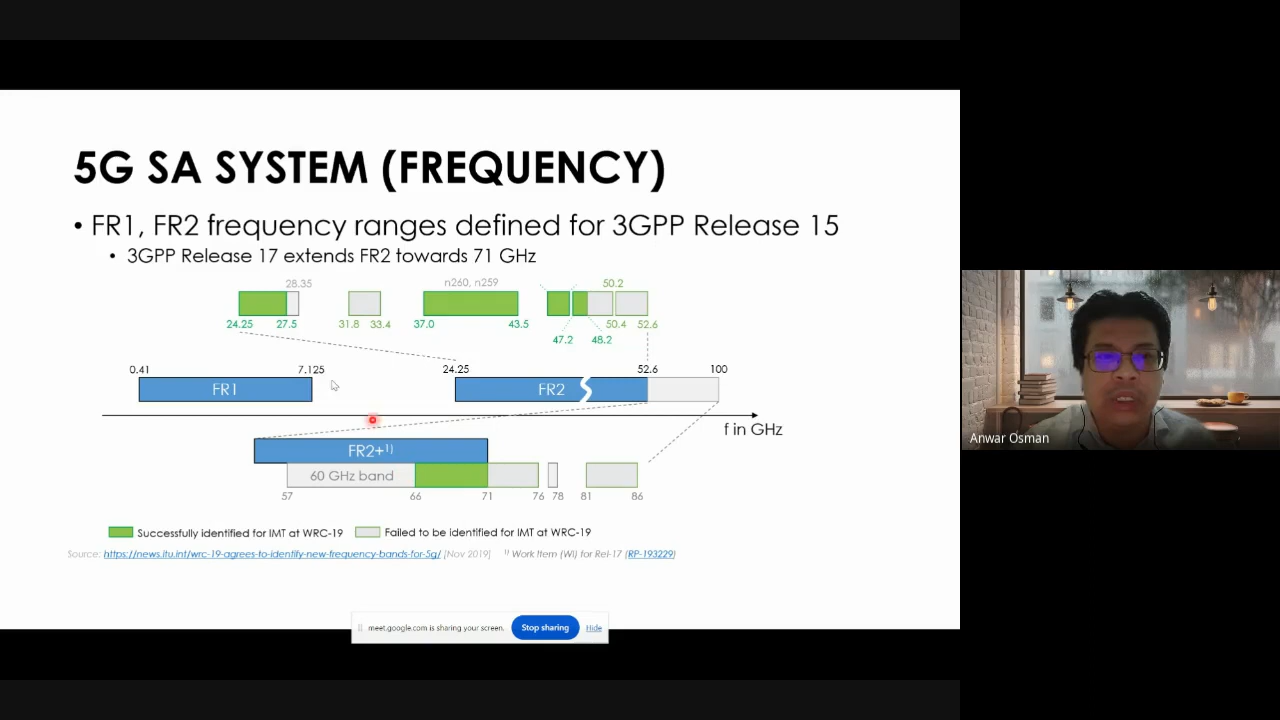 5G SA SYSTEM (FREQUENCY)
• FR1, FR2 frequency ranges defined for 3GPP Release 15
• 3GPP Release 17 extends FR2 towards 71 GHz
28.35 n260, n259 50.2
24.25 27.5 31.8 33.4 37.0 43.5 50.4 52.6
47.2 48.2
0.41 7.125 24.25 52.6 100
FR1 FR2
f in GHz
FR2+1)
60 GHz band
57 66 71 76 78 81 86
Successfully identified for IMT at WRC-19 Failed to be identified for IMT at WRC-19
Source: https://news.itu.int/wrc-19-agrees-to-identify-new-frequency-bands-for-5g/ [Nov 2019] 1) Work Item (WI) for Rel-17 (RP-193229)
meet.google.com is sharing your screen. Stop sharing Hide
Anwar Osman